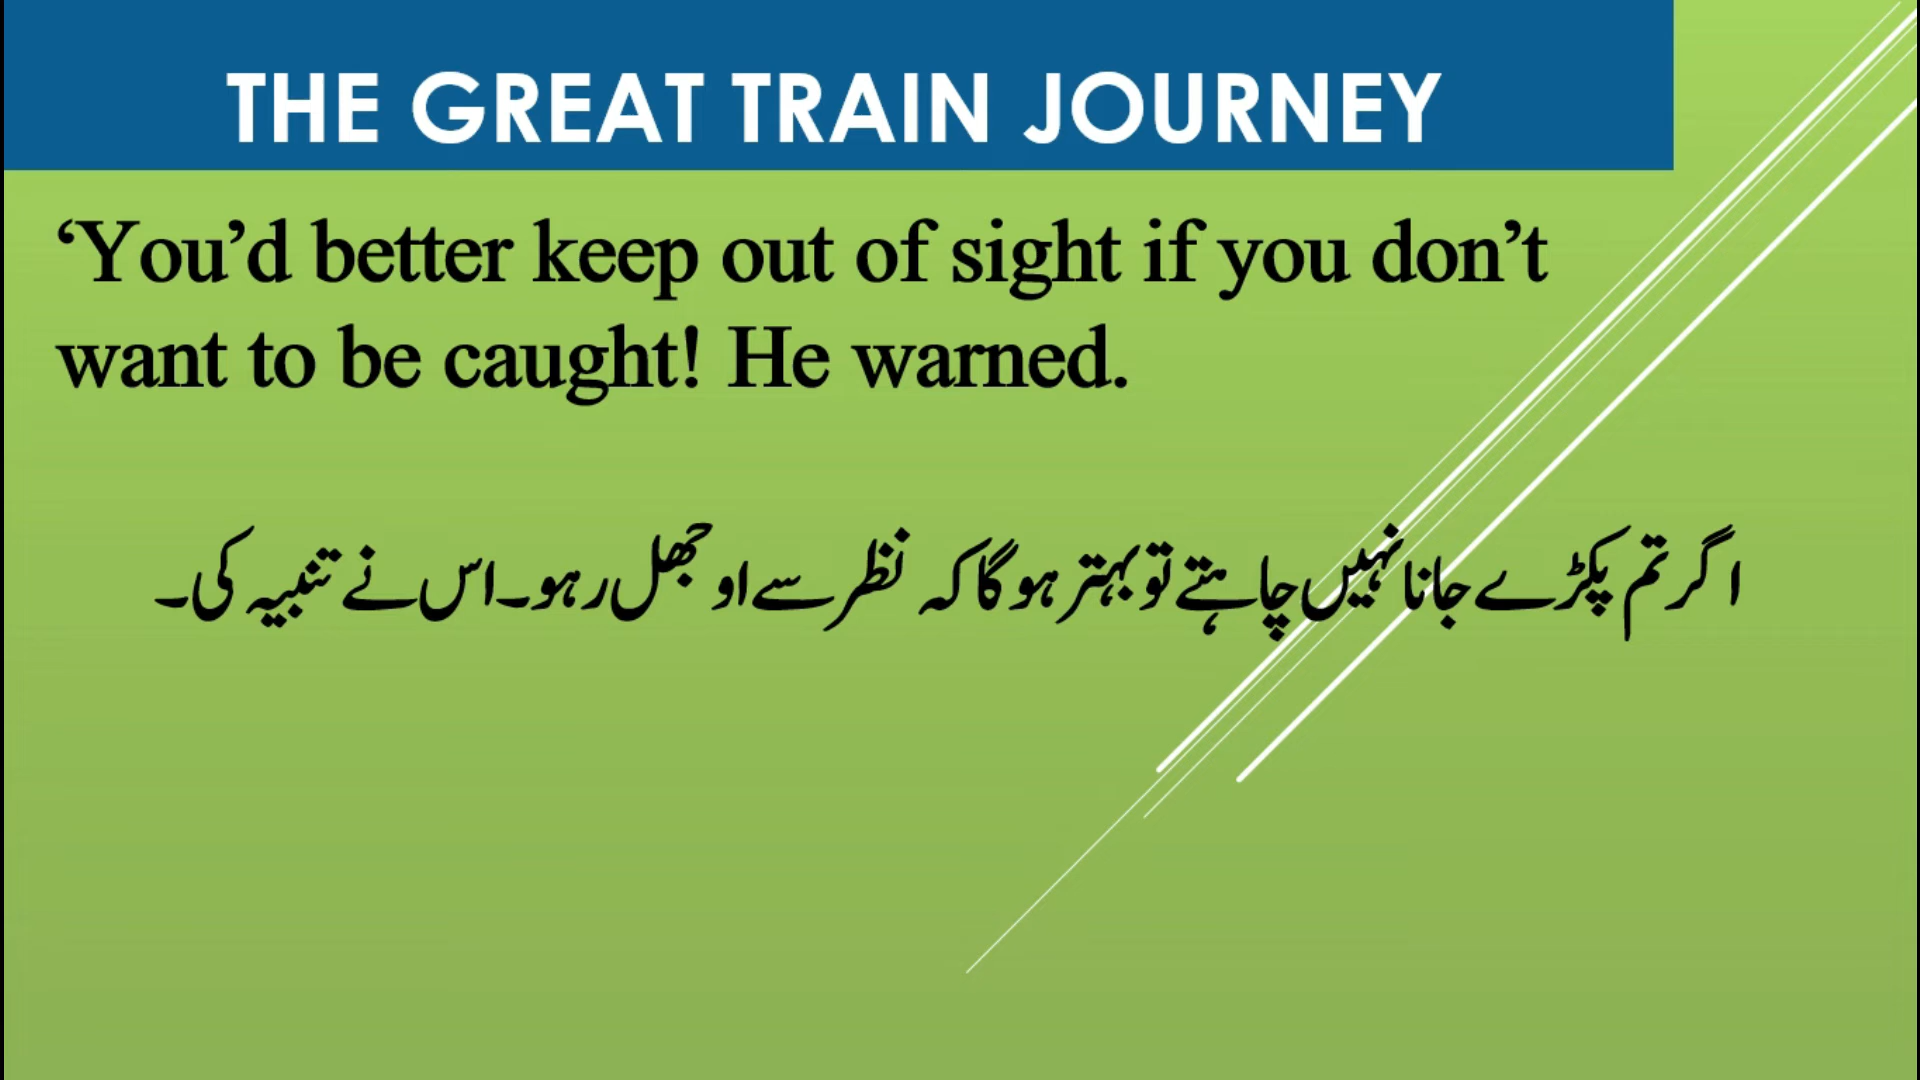 THE GREAT TRAIN JOURNEY
‘You’d better keep out of sight if you don’t
want to be caught! He warned.
اگر تم پکڑے جانا نہیں چاہتے تو بہتر ہو گا کہ نظر سے اوجھل رہو۔ اس نے تنبیہ کی۔